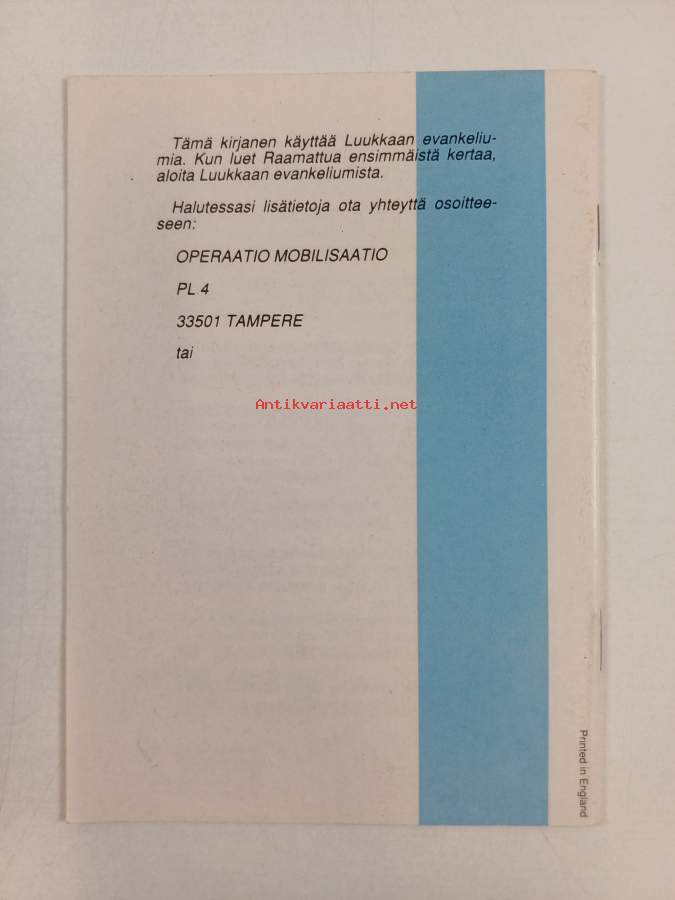 Tämä kirjanen käyttää Luukkaan evankeliu-
mia. Kun luet Raamattua ensimmäistä kertaa,
aloita Luukkaan evankeliumista.
Halutessasi lisätietoja ota yhteyttä osoittee-
seen:
OPERAATIO MOBILISAATIO
PL 4
33501 TAMPERE
tai
Antikvariaatti.net
Printed in England